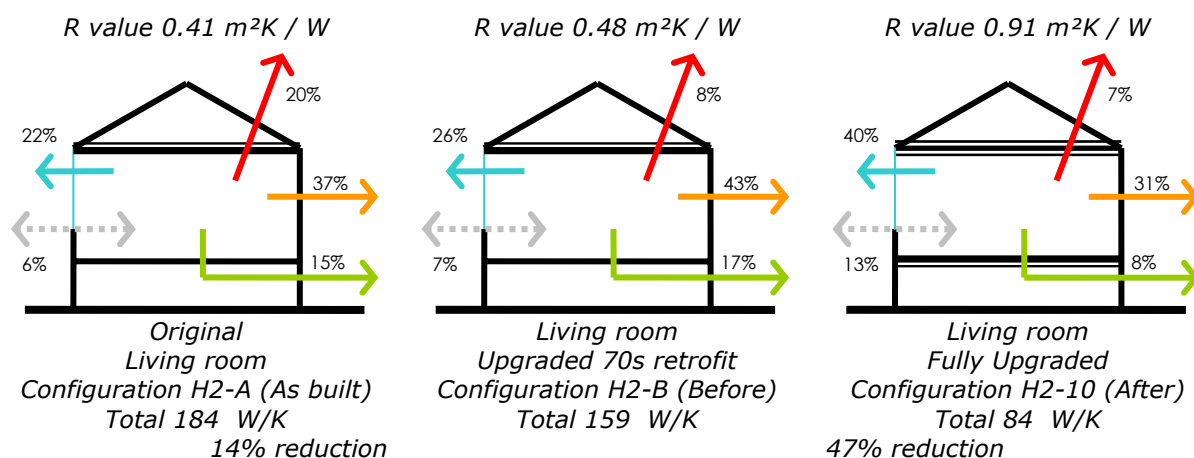 R value 0.41 m²K / W
20%
22%
37%
6%
15%
Original
Living room
Configuration H2-A (As built)
Total 184 W/K
14% reduction
R value 0.48 m²K / W
8%
26%
43%
7%
17%
Living room
Upgraded 70s retrofit
Configuration H2-B (Before)
Total 159 W/K
R value 0.91 m²K / W
7%
40%
31%
13%
8%
Living room
Fully Upgraded
Configuration H2-10 (After)
Total 84 W/K
47% reduction